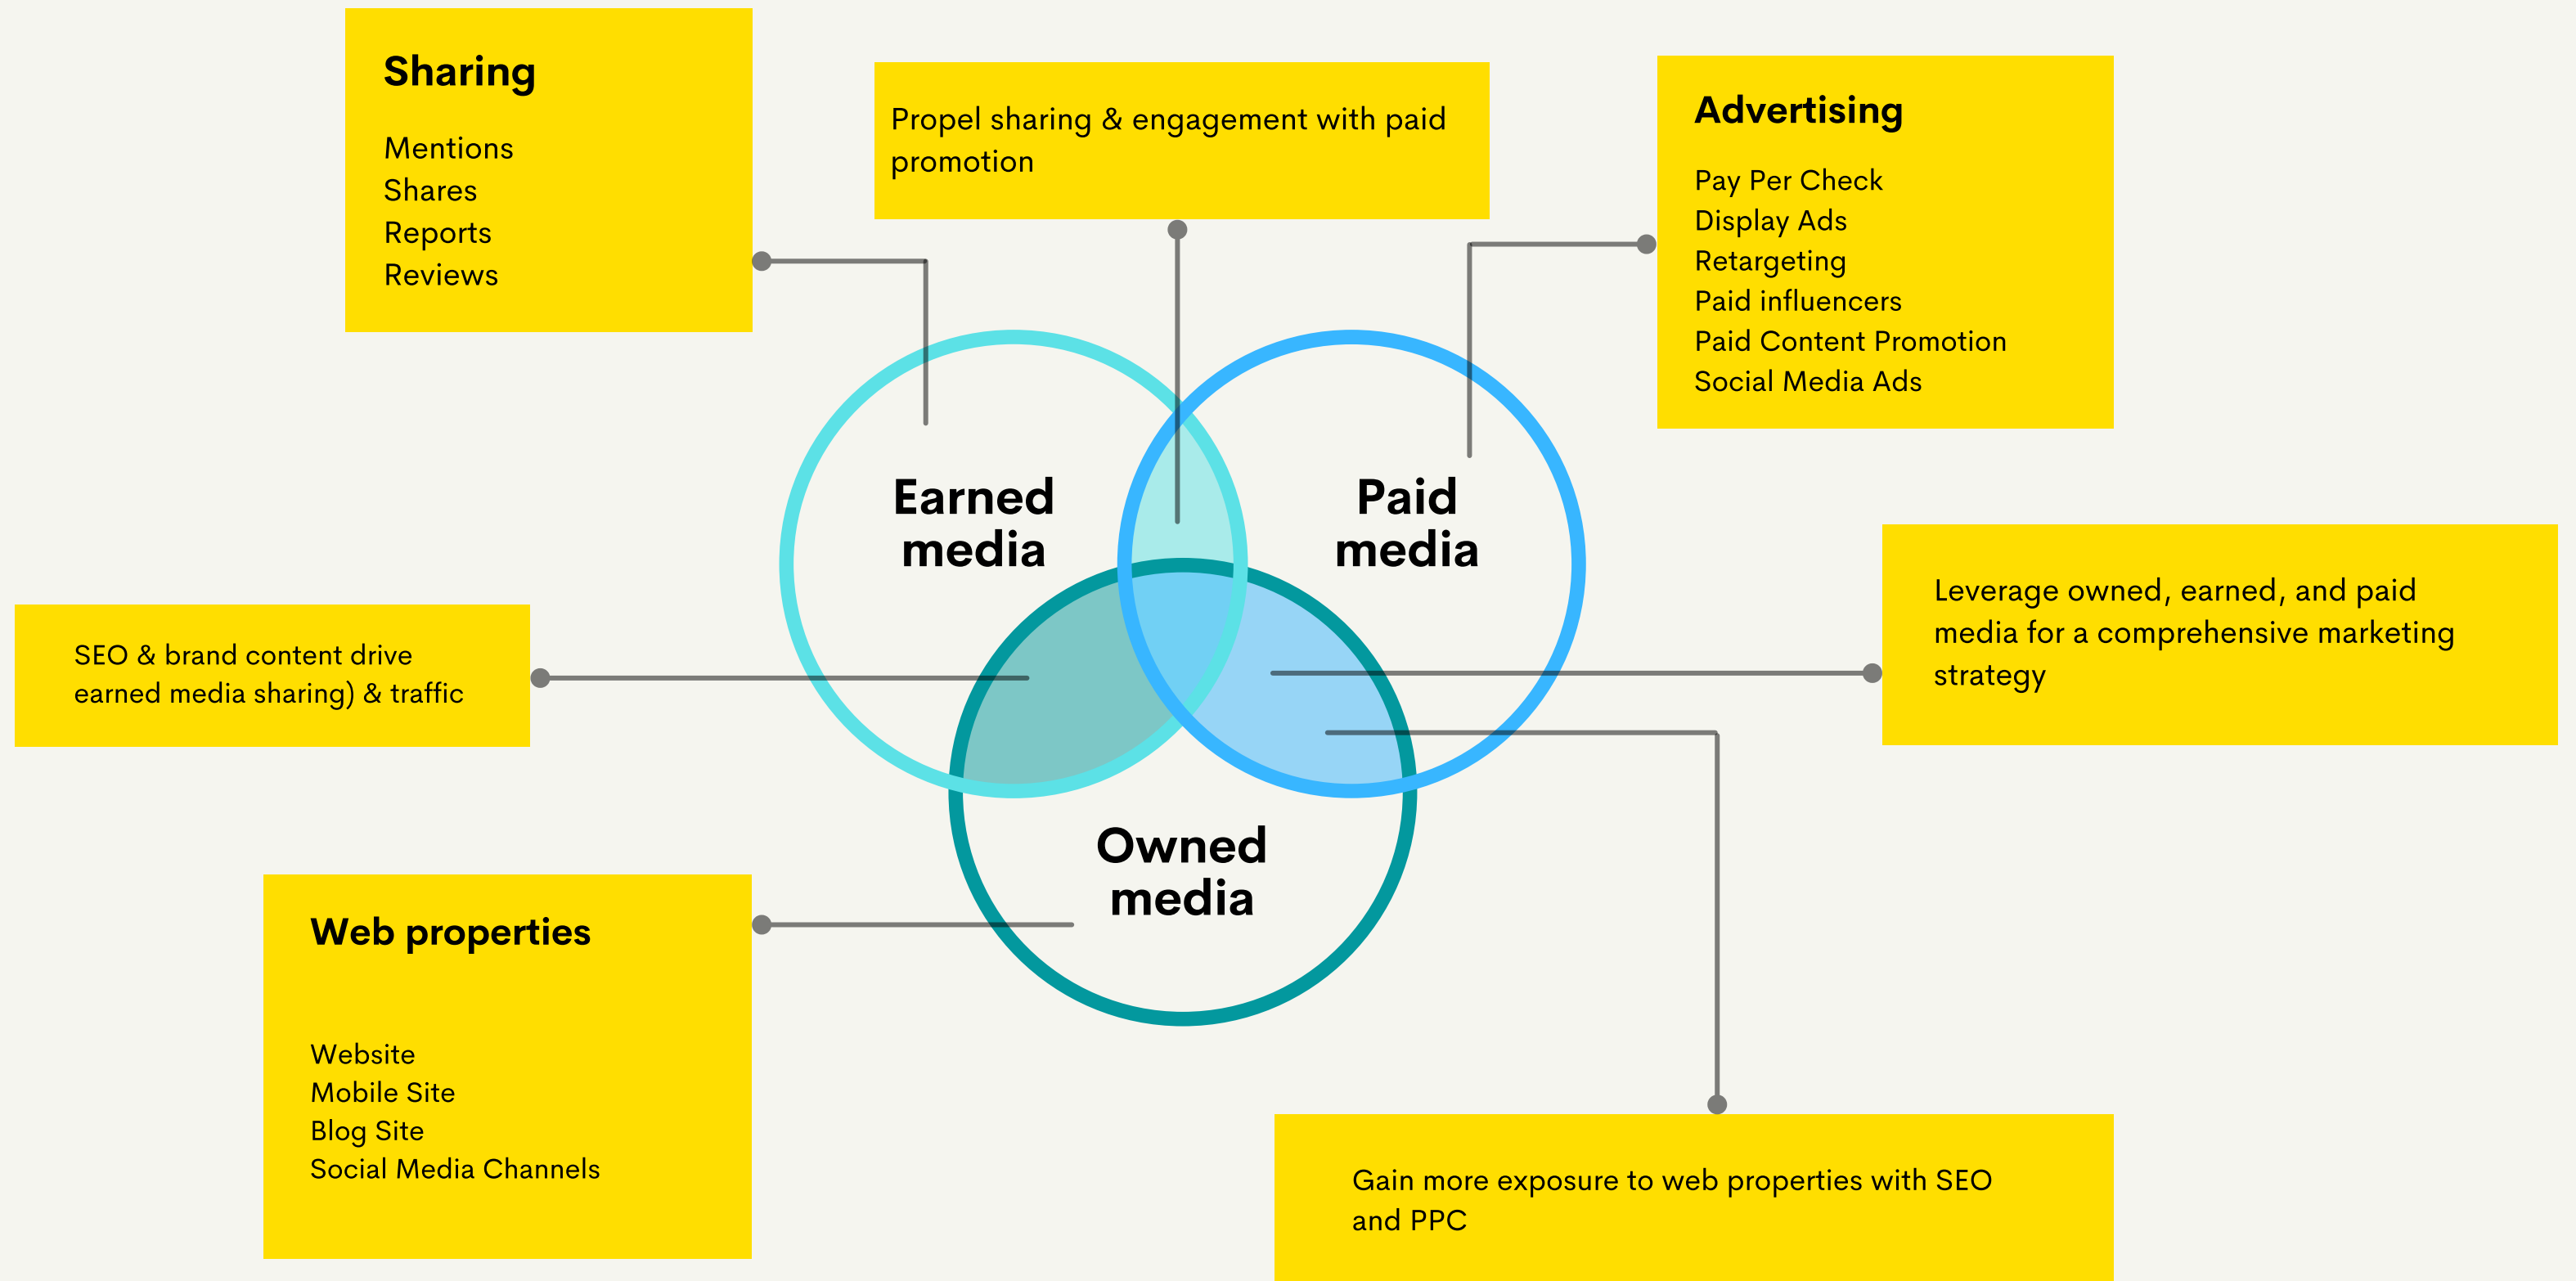 Sharing
Mentions
Shares
Reports
Reviews
Propel sharing & engagement with paid
promotion
Advertising
Pay Per Check
Display Ads
Retargeting
Paid influencers
Paid Content Promotion
Social Media Ads
Earned
media
Paid
media
Leverage owned, earned, and paid
media for a comprehensive marketing
strategy
SEO & brand content drive
earned media sharing) & traffic
Owned
media
Web properties
Website
Mobile Site
Blog Site
Social Media Channels
Gain more exposure to web properties with SEO
and PPC